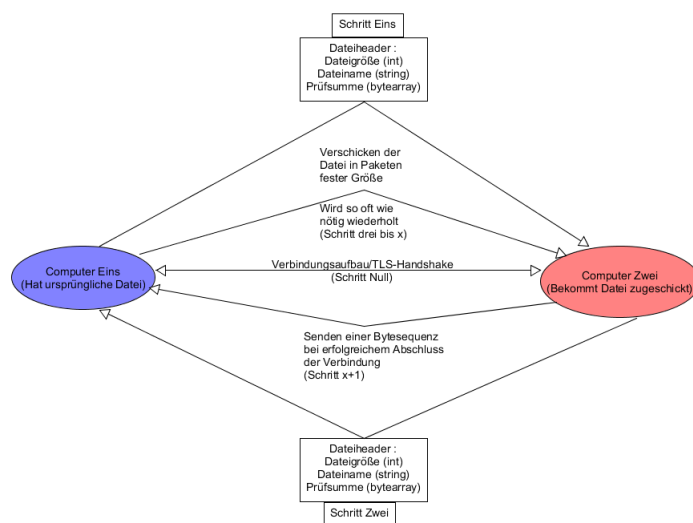 Schritt Eins
Dateiheader :
Dateigröße (int)
Dateiname (string)
Prüfsumme (bytearray)
Verschicken der
Datei in Paketen
fester Größe
Wird so oft wie
nötig wiederholt
(Schritt drei bis x)
Computer Eins
(Hat ursprüngliche Datei)
Verbindungsaufbau/TLS-Handshake
(Schritt Null)
Computer Zwei
(Bekommt Datei zugeschickt)
Senden einer Bytesequenz
bei erfolgreichem Abschluss
der Verbindung
(Schritt x+1)
Dateiheader :
Dateigröße (int)
Dateiname (string)
Prüfsumme (bytearray)
Schritt Zwei